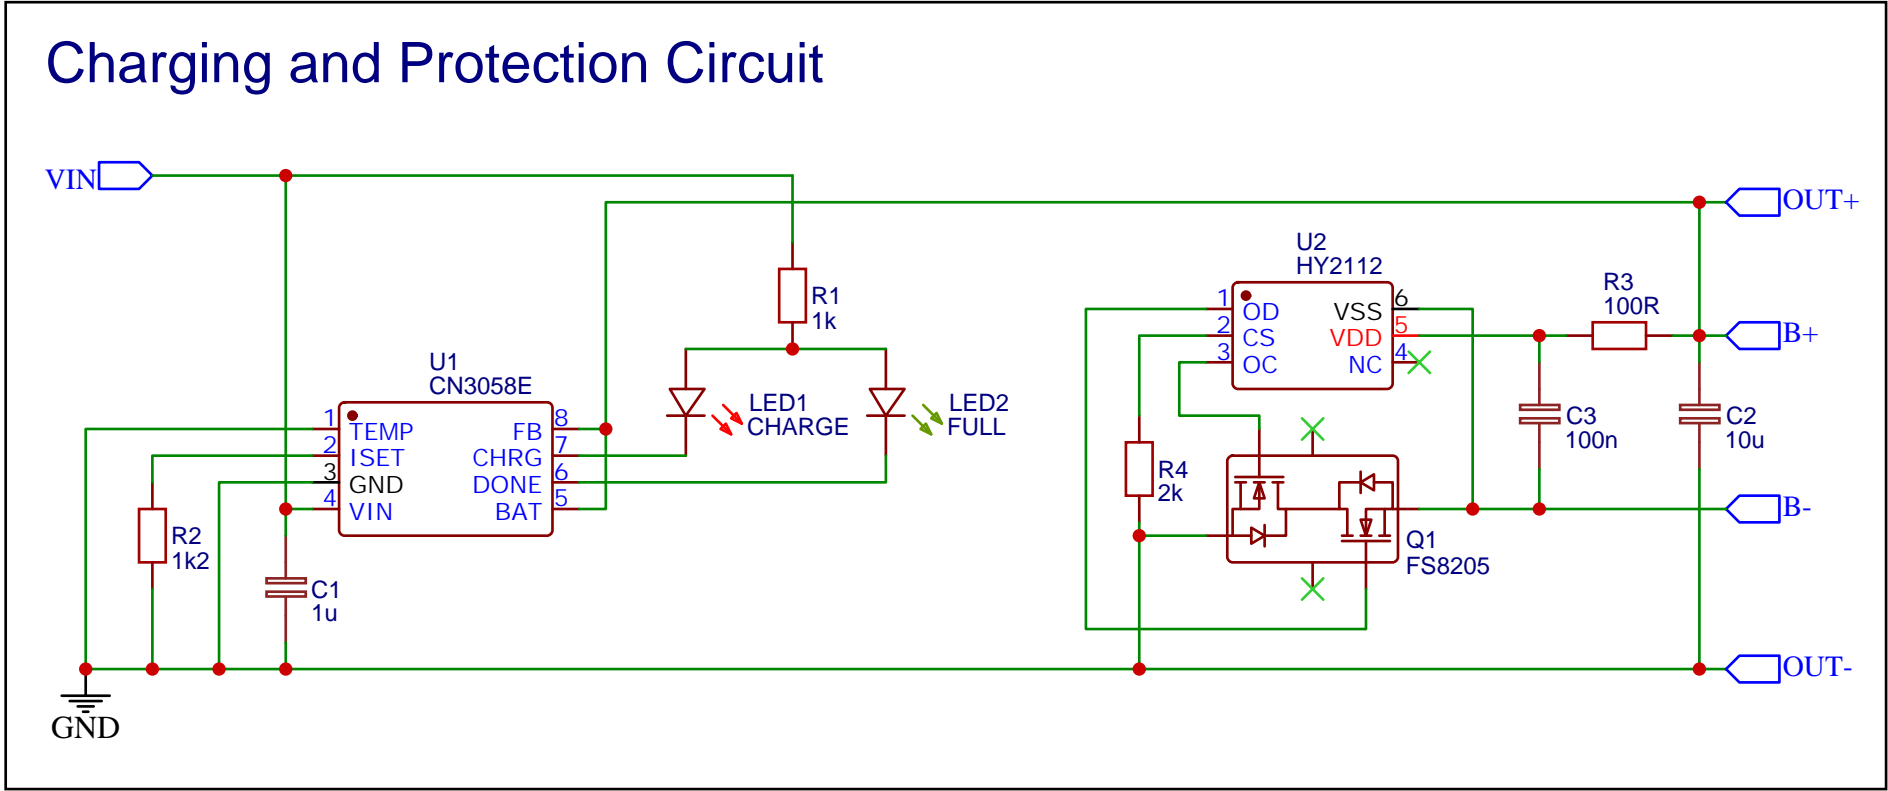 Charging and Protection Circuit
VIN
OUT+
U2
HY2112
R3
100R
R1
1k
1
OD
VSS
6
2
CS
VDD
5
3
OC
NC
4
B+
U1
CN3058E
LED1
CHARGE
LED2
FULL
C3
100n
C2
10u
1
TEMP
FB
8
2
ISET
CHRG
7
3
GND
DONE
6
4
VIN
BAT
5
R4
2k
B-
R2
1k2
Q1
FS8205
C1
1u
OUT-
GND